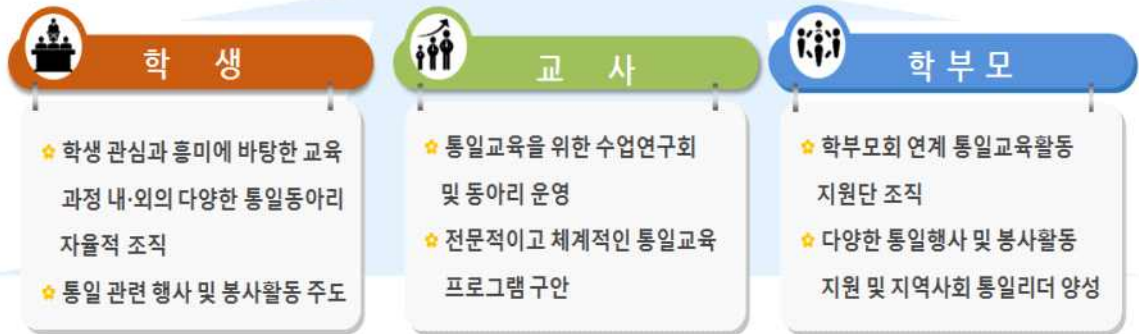 학 생
학생 관심과 흥미에 바탕한 교육
과정 내·외의 다양한 통일동아리
자율적 조직
통일 관련 행사 및 봉사활동 주도
교 사
통일교육을 위한 수업연구회
및 동아리 운영
전문적이고 체계적인 통일교육
프로그램 구안
학 부 모
학부모회 연계 통일교육활동
지원단 조직
다양한 통일행사 및 봉사활동
지원 및 지역사회 통일리더 양성